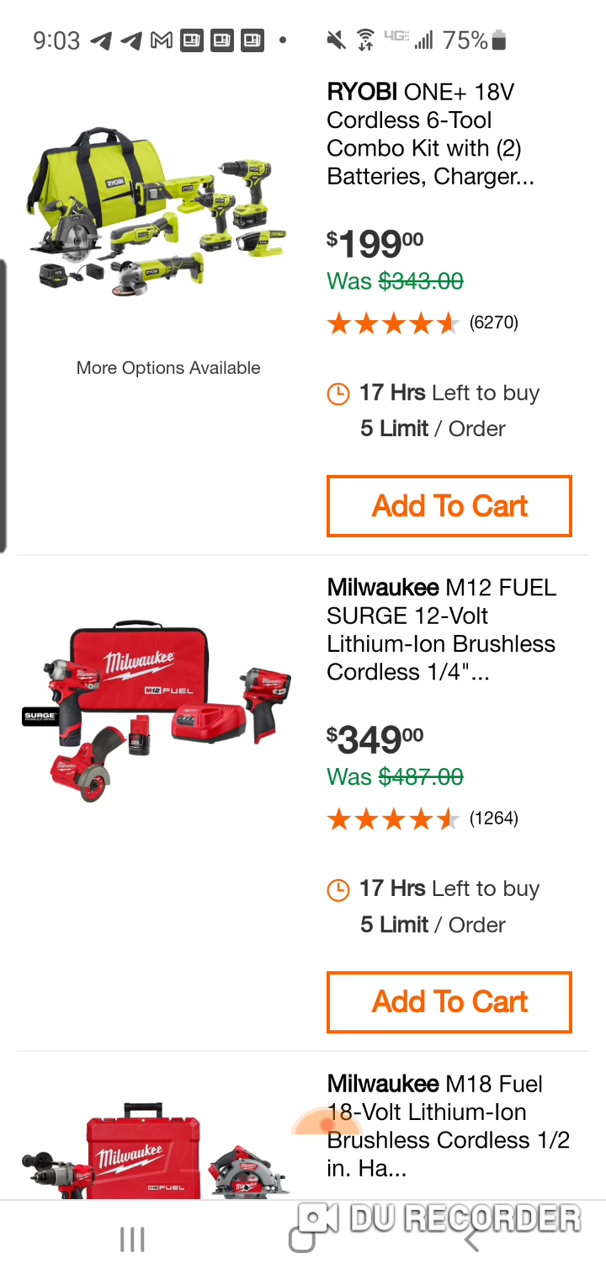 9:03
4GE
75%
RYOBI ONE+ 18V
Cordless 6-Tool
Combo Kit with (2)
Batteries, Charger...
RYOBI
$19900
Was $343.00
(6270)
More Options Available
17 Hrs Left to buy
5 Limit / Order
Add To Cart
Milwaukee M12 FUEL
SURGE 12-Volt
Lithium-Ion Brushless
Cordless 1/4"...
Milwaukee
M12 FUEL
SURGE
$34900
Was $487.00
(1264)
17 Hrs Left to buy
5 Limit / Order
Add To Cart
Milwaukee M18 Fuel
18-Volt Lithium-Ion
Brushless Cordless 1/2
in. Ha...
Milwaukee
FUEL
DU RECORDER